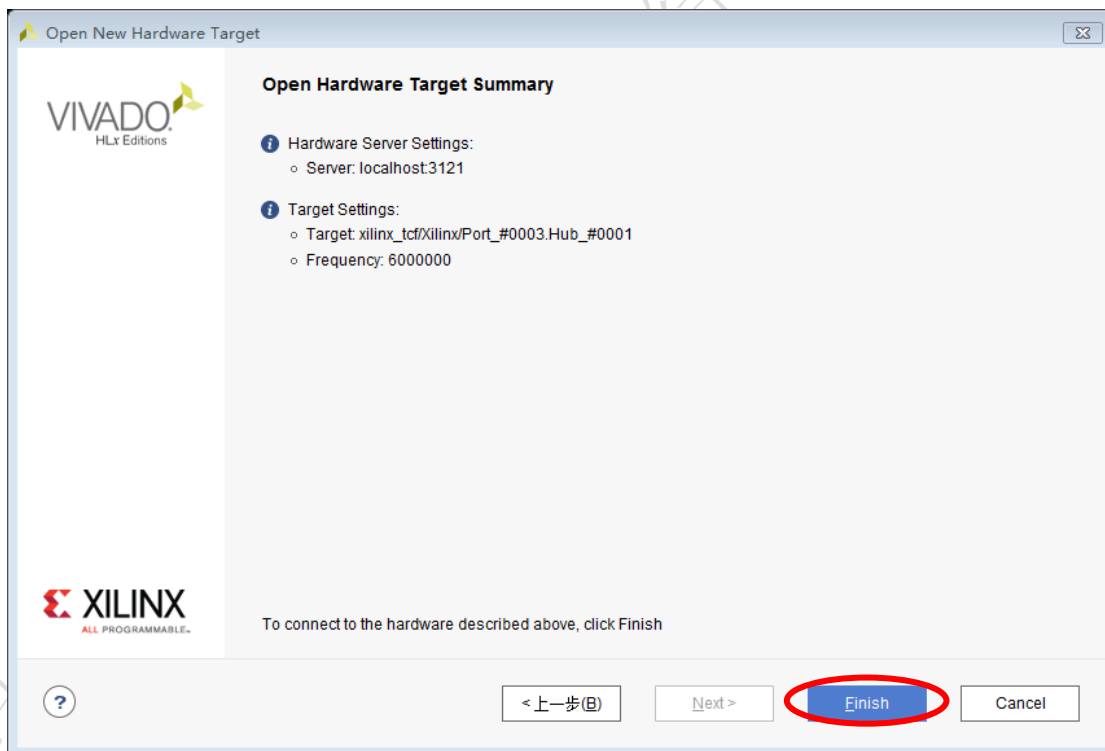 Open New Hardware Target
VIVADO.
HLx Editions
Open Hardware Target Summary
Hardware Server Settings:
Server: localhost:3121
Target Settings:
Target: xilinx_tcf/Xilinx/Port_#0003.Hub_#0001
Frequency: 6000000
XILINX
ALL PROGRAMMABLE.
To connect to the hardware described above, click Finish
?
<上一步(B) Next > Finish Cancel